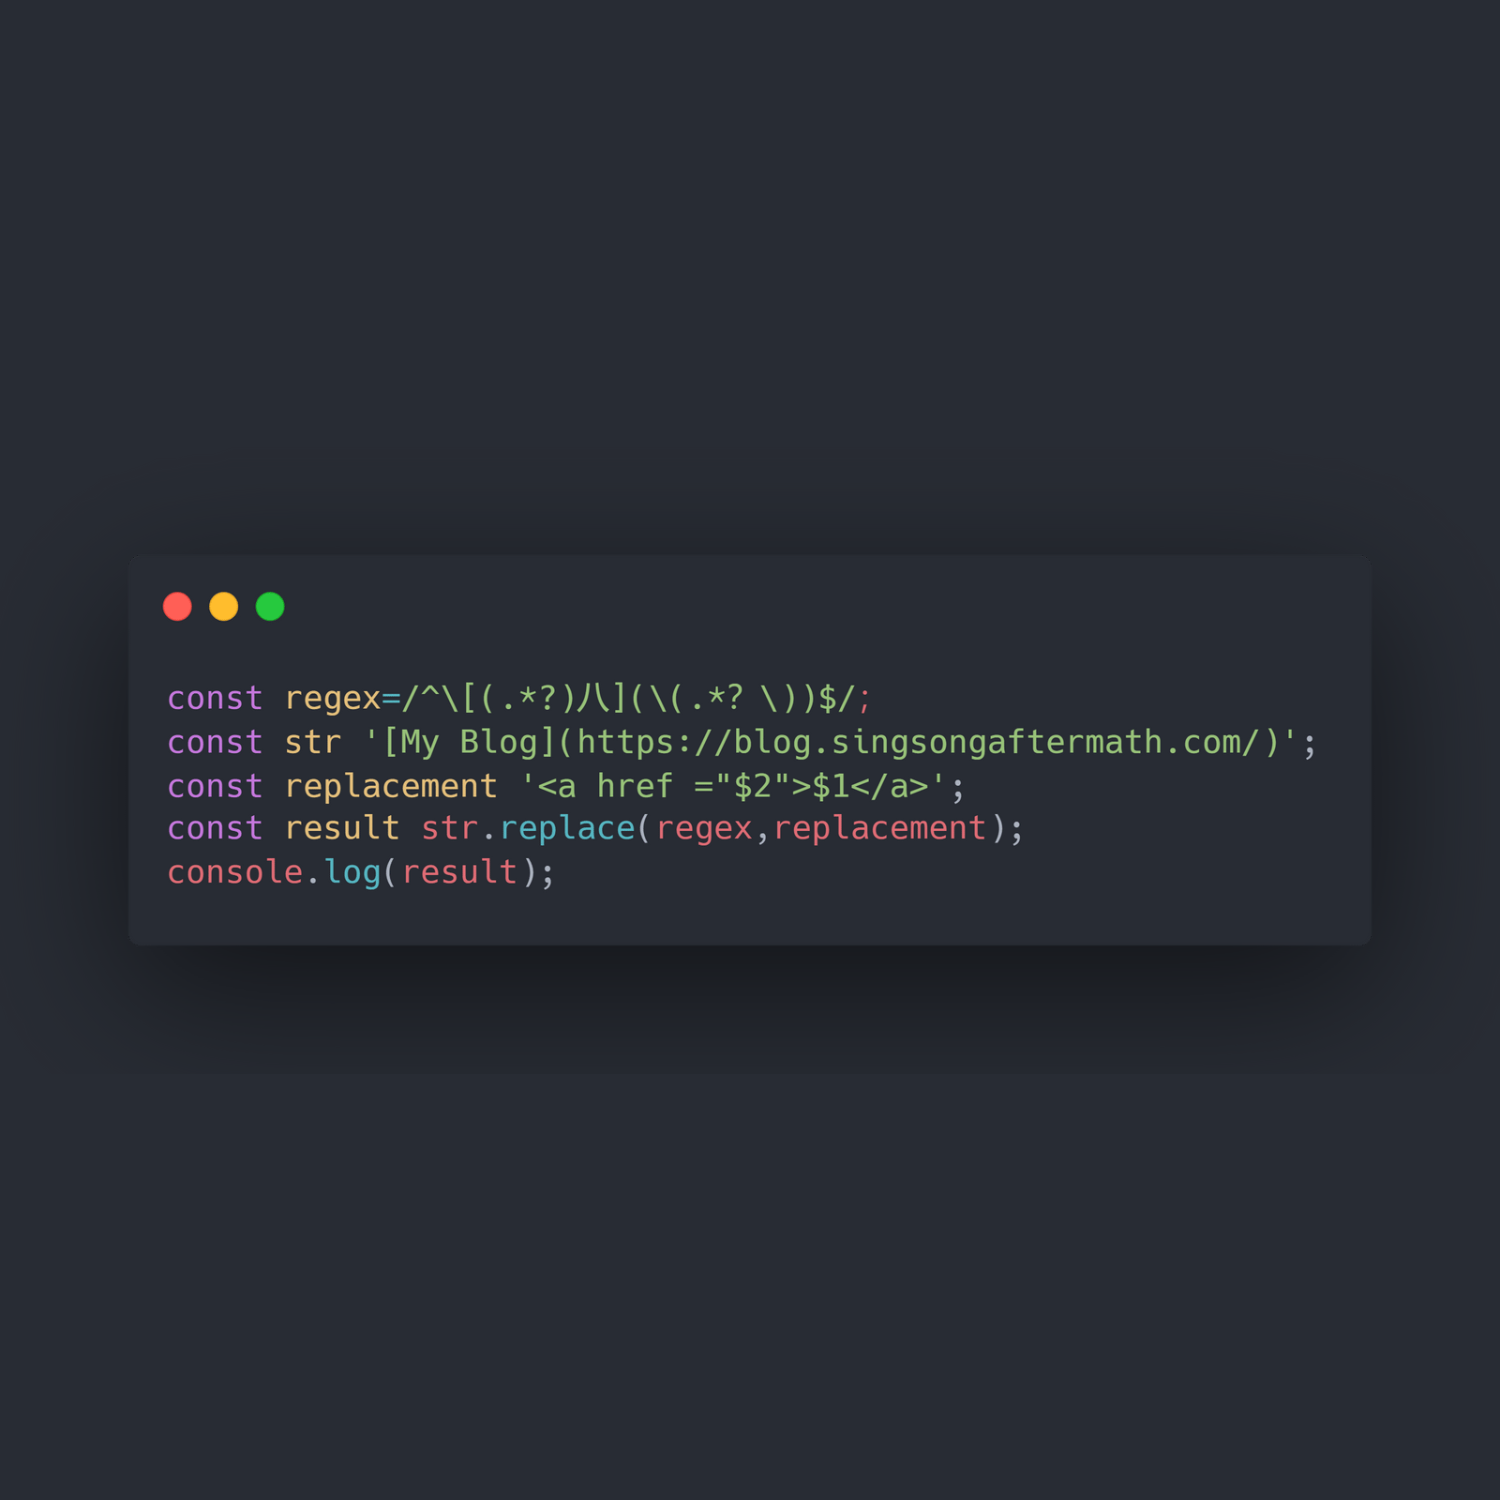 const regex=/^\[(.*?)八](\(.*? \))$/;
const str '[My Blog](https://blog.singsongaftermath.com/)';
const replacement '<a href ="$2">$1</a>';
const result str.replace(regex,replacement);
console.log(result);